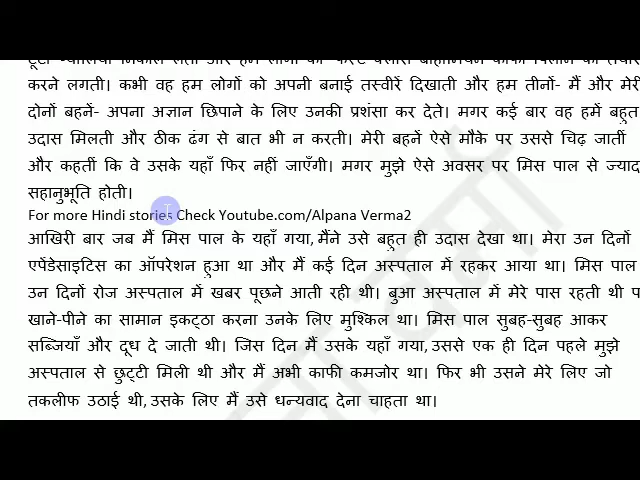 करने लगती। कभी वह हम लोगों को अपनी बनाई तस्वीरें दिखाती और हम तीनों- मैं और मेरी
दोनों बहनें- अपना अज्ञान छिपाने के लिए उनकी प्रशंसा कर देते। मगर कई बार वह हमें बहुत
उदास मिलती और ठीक ढंग से बात भी न करती। मेरी बहनें ऐसे मौके पर उससे चिढ़ जातीं
और कहतीं कि वे उसके यहाँ फिर नहीं जाएँगी। मगर मुझे ऐसे अवसर पर मिस पाल से ज्याद
सहानुभूति होती।
For more Hindi stories Check Youtube.com/Alpana Verma2
आखिरी बार जब मैं मिस पाल के यहाँ गया, मैंने उसे बहुत ही उदास देखा था। मेरा उन दिनों
एपेंडेसाइटिस का ऑपरेशन हुआ था और मैं कई दिन अस्पताल में रहकर आया था। मिस पाल
उन दिनों रोज अस्पताल में खबर पूछने आती रही थी। बुआ अस्पताल में मेरे पास रहती थी प
खाने-पीने का सामान इकट्ठा करना उनके लिए मुश्किल था। मिस पाल सुबह-सुबह आकर
सब्जियाँ और दूध दे जाती थी। जिस दिन मैं उसके यहाँ गया, उससे एक ही दिन पहले मुझे
अस्पताल से छुट्टी मिली थी और मैं अभी काफी कमजोर था। फिर भी उसने मेरे लिए जो
तकलीफ उठाई थी, उसके लिए मैं उसे धन्यवाद देना चाहता था।